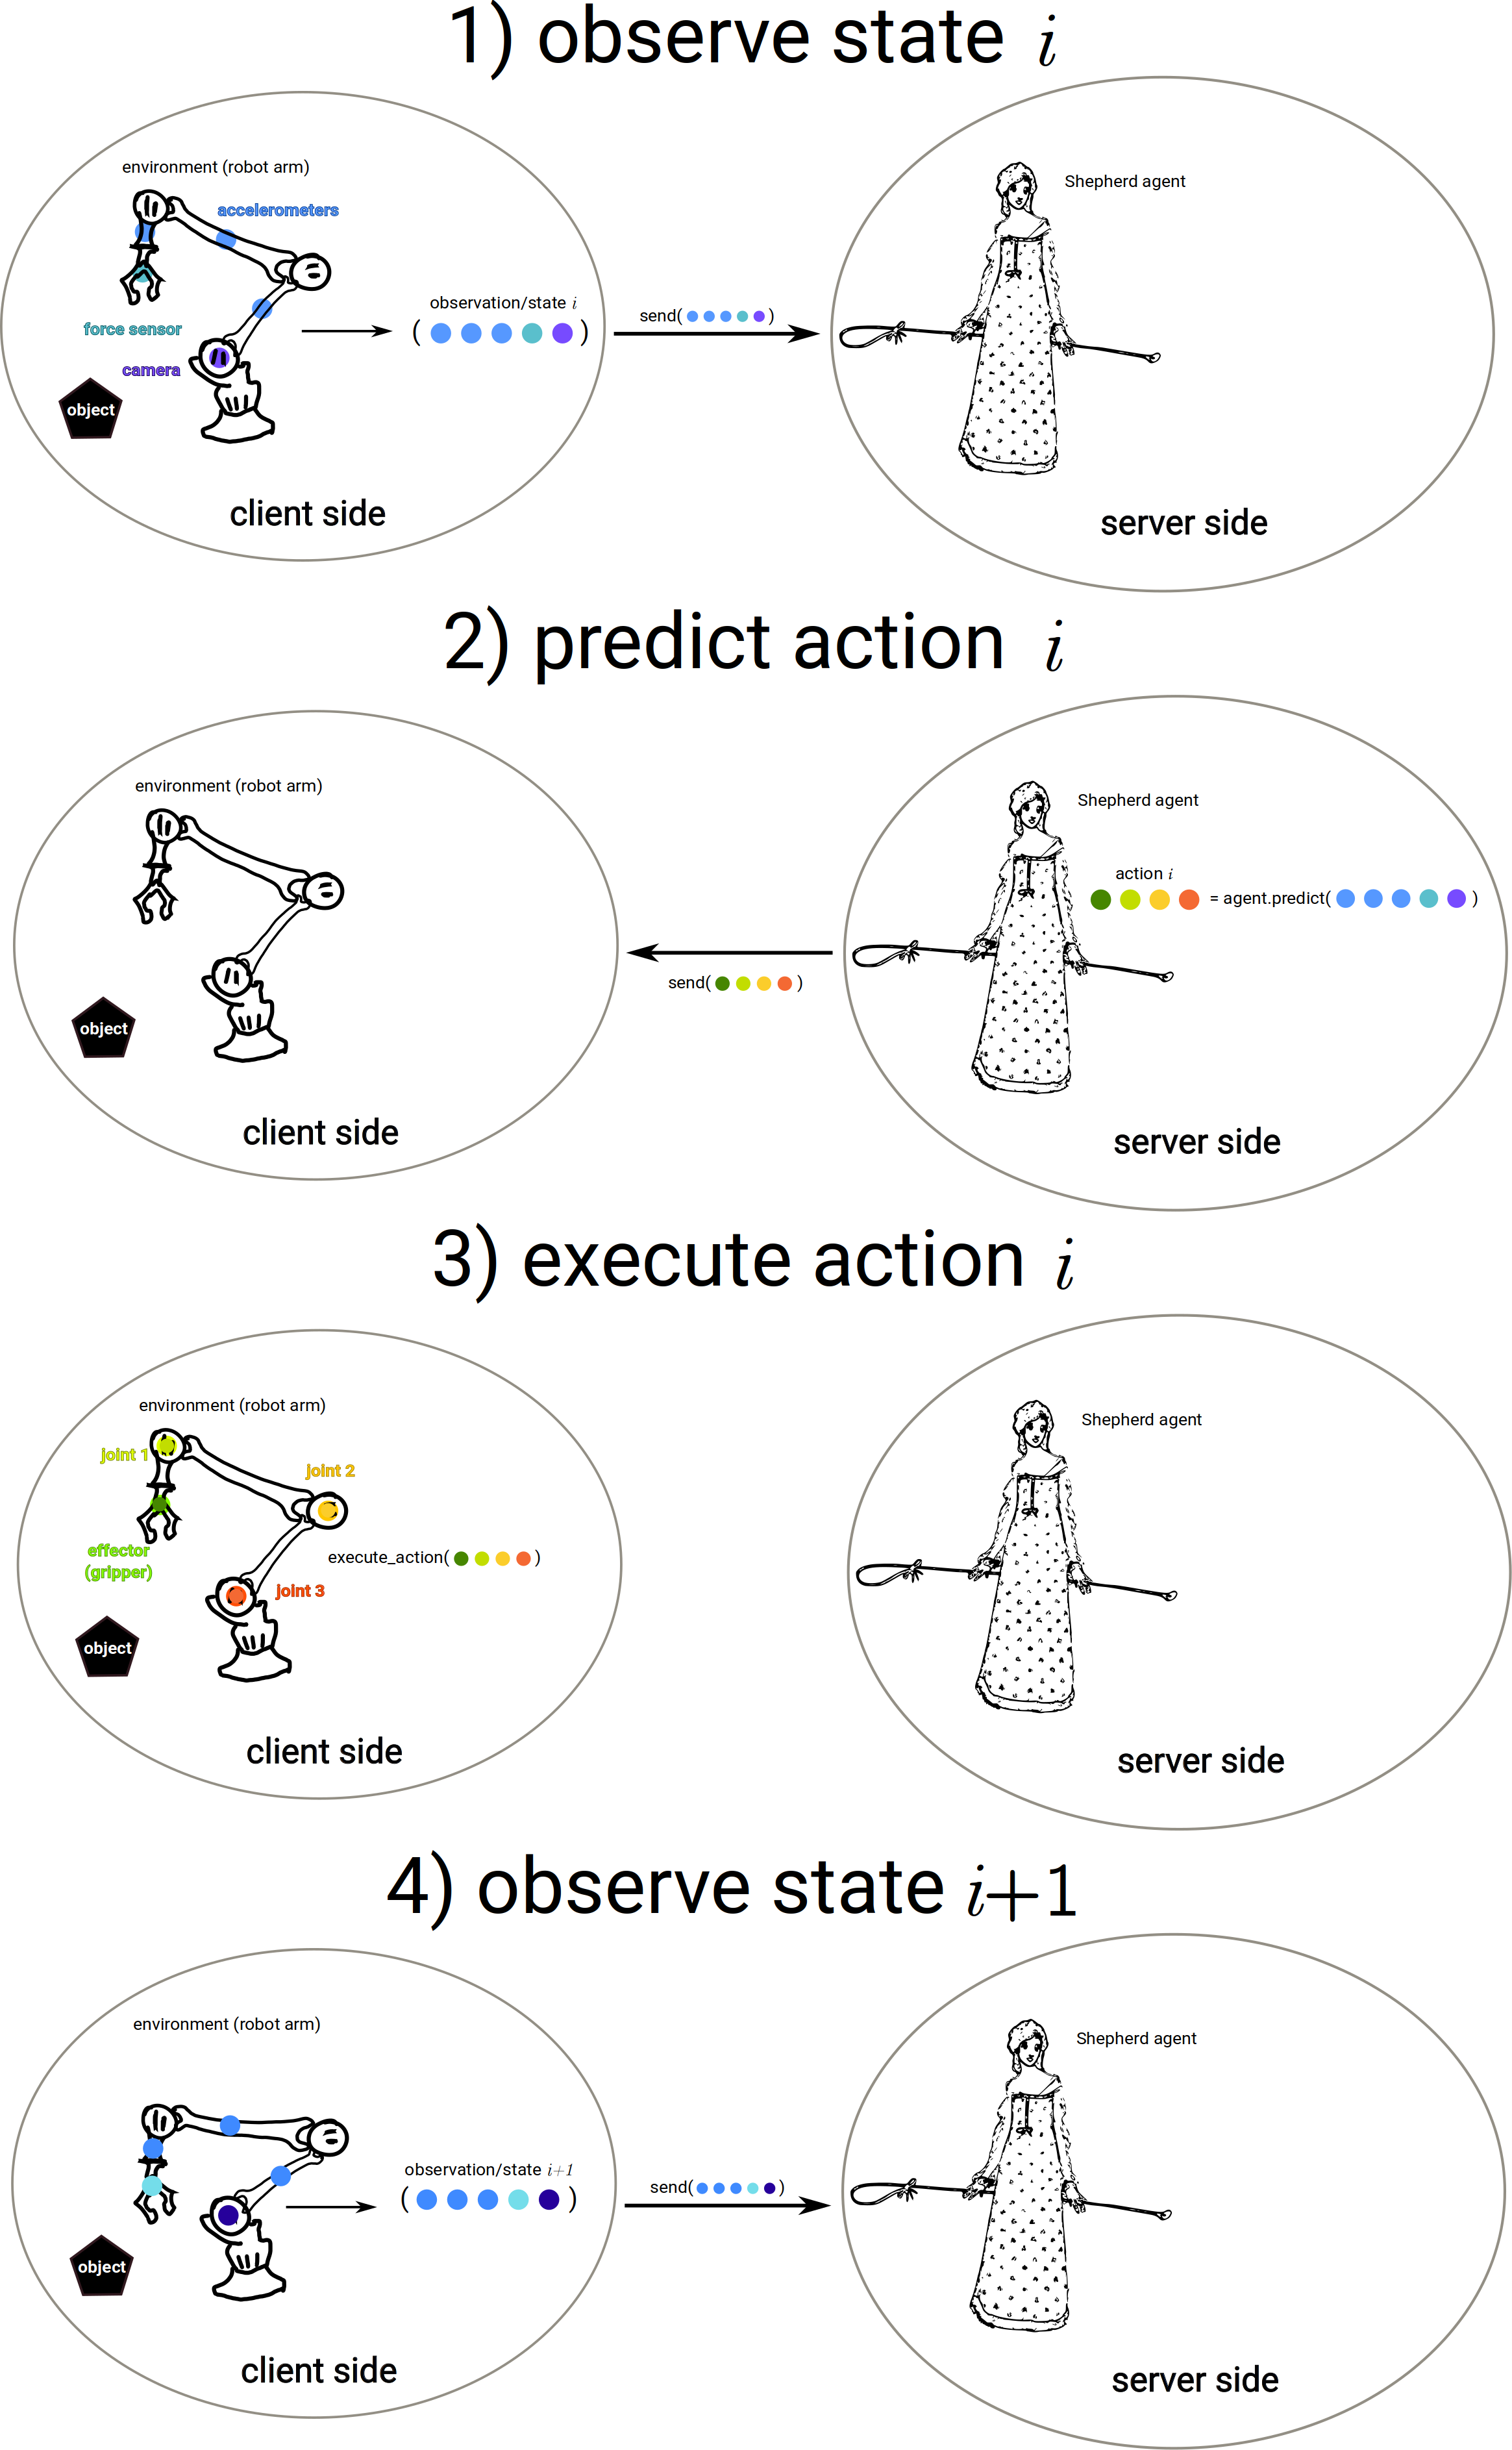 1) observe state i
environment (robot arm)
accelerometers
force sensor
camera
object
observation/state i
( )
send( )
client side
Shepherd agent
server side
2) predict action i
environment (robot arm)
object
client side
send( )
Shepherd agent
action i
= agent.predict( )
server side
3) execute action i
environment (robot arm)
joint 1
joint 2
effector
(gripper)
execute_action( )
joint 3
object
client side
Shepherd agent
server side
4) observe state i+1
environment (robot arm)
observation/state i+1
( )
object
send( )
client side
Shepherd agent
server side